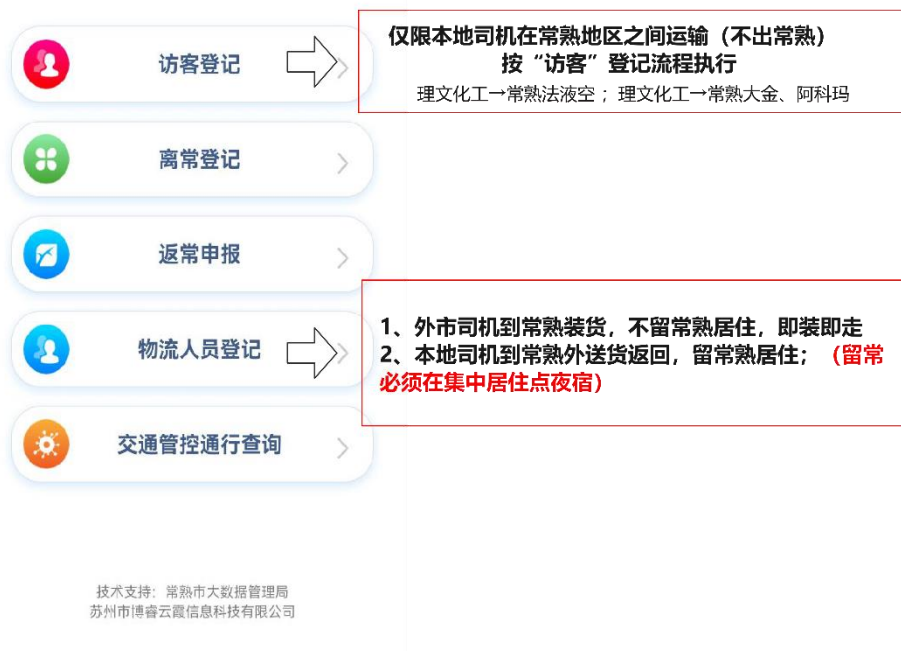 访客登记
仅限本地司机在常熟地区之间运输（不出常熟）
按“访客”登记流程执行
理文化工→常熟法液空 ；理文化工→常熟大金、阿科玛
离常登记
返常申报
物流人员登记
1、外市司机到常熟装货，不留常熟居住，即装即走
2、本地司机到常熟外送货返回，留常熟居住；（留常
必须在集中居住点夜宿）
交通管控通行查询
技术支持：常熟市大数据管理局
苏州市博睿云霞信息科技有限公司